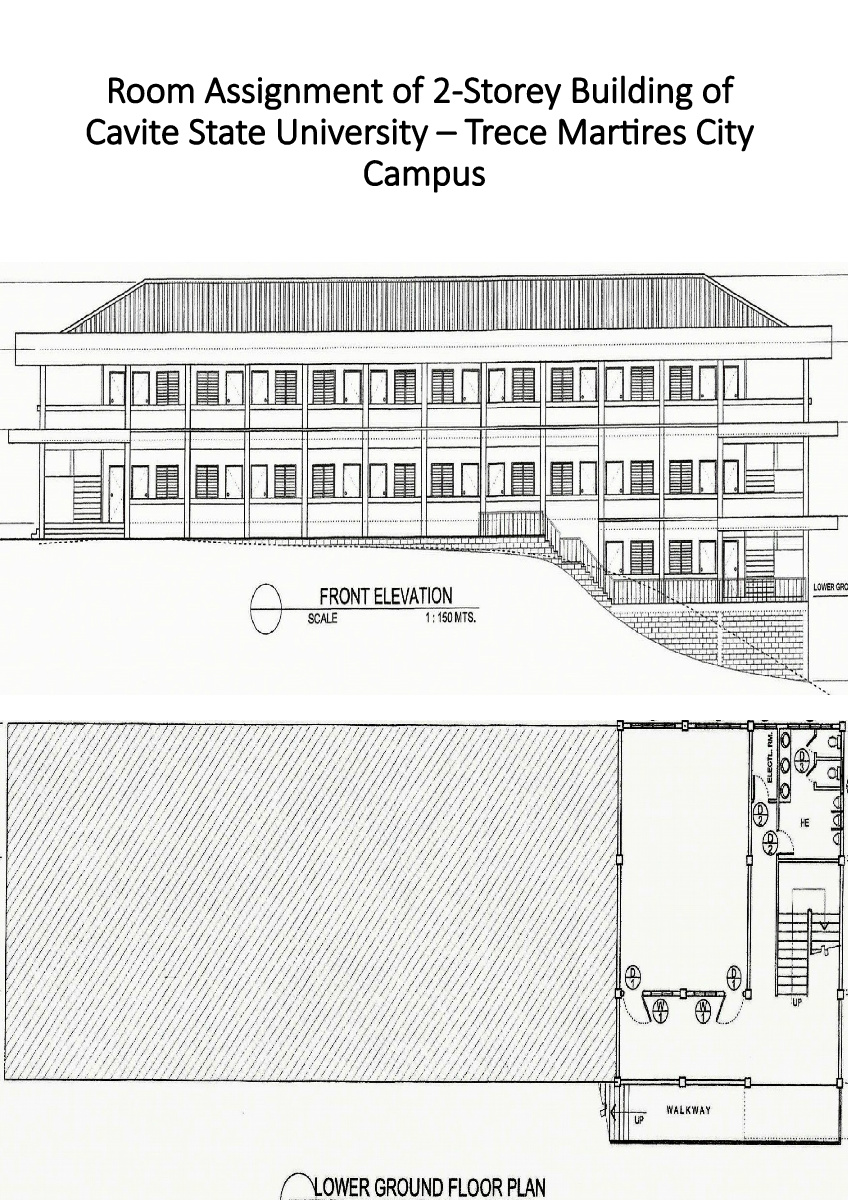 Room Assignment of 2-Storey Building of
Cavite State University – Trece Martires City
Campus
FRONT ELEVATION
SCALE 1 : 150 MTS.
LOWER GRO
ELECT'L. RM.
D
3
D
2
HE
D
2
D
1
D
1
W
1
W
1
UP
UP
WALKWAY
LOWER GROUND FLOOR PLAN